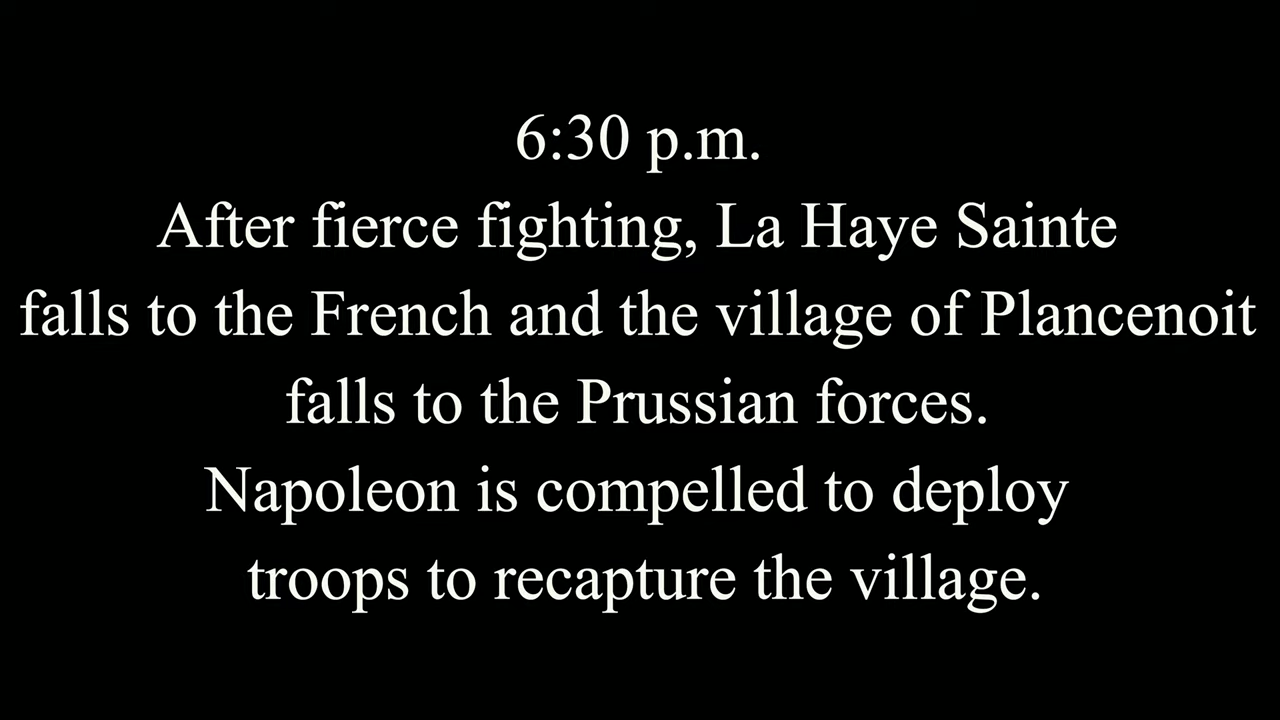 6:30 p.m.
After fierce fighting, La Haye Sainte
falls to the French and the village of Plancenoit
falls to the Prussian forces.
Napoleon is compelled to deploy
troops to recapture the village.